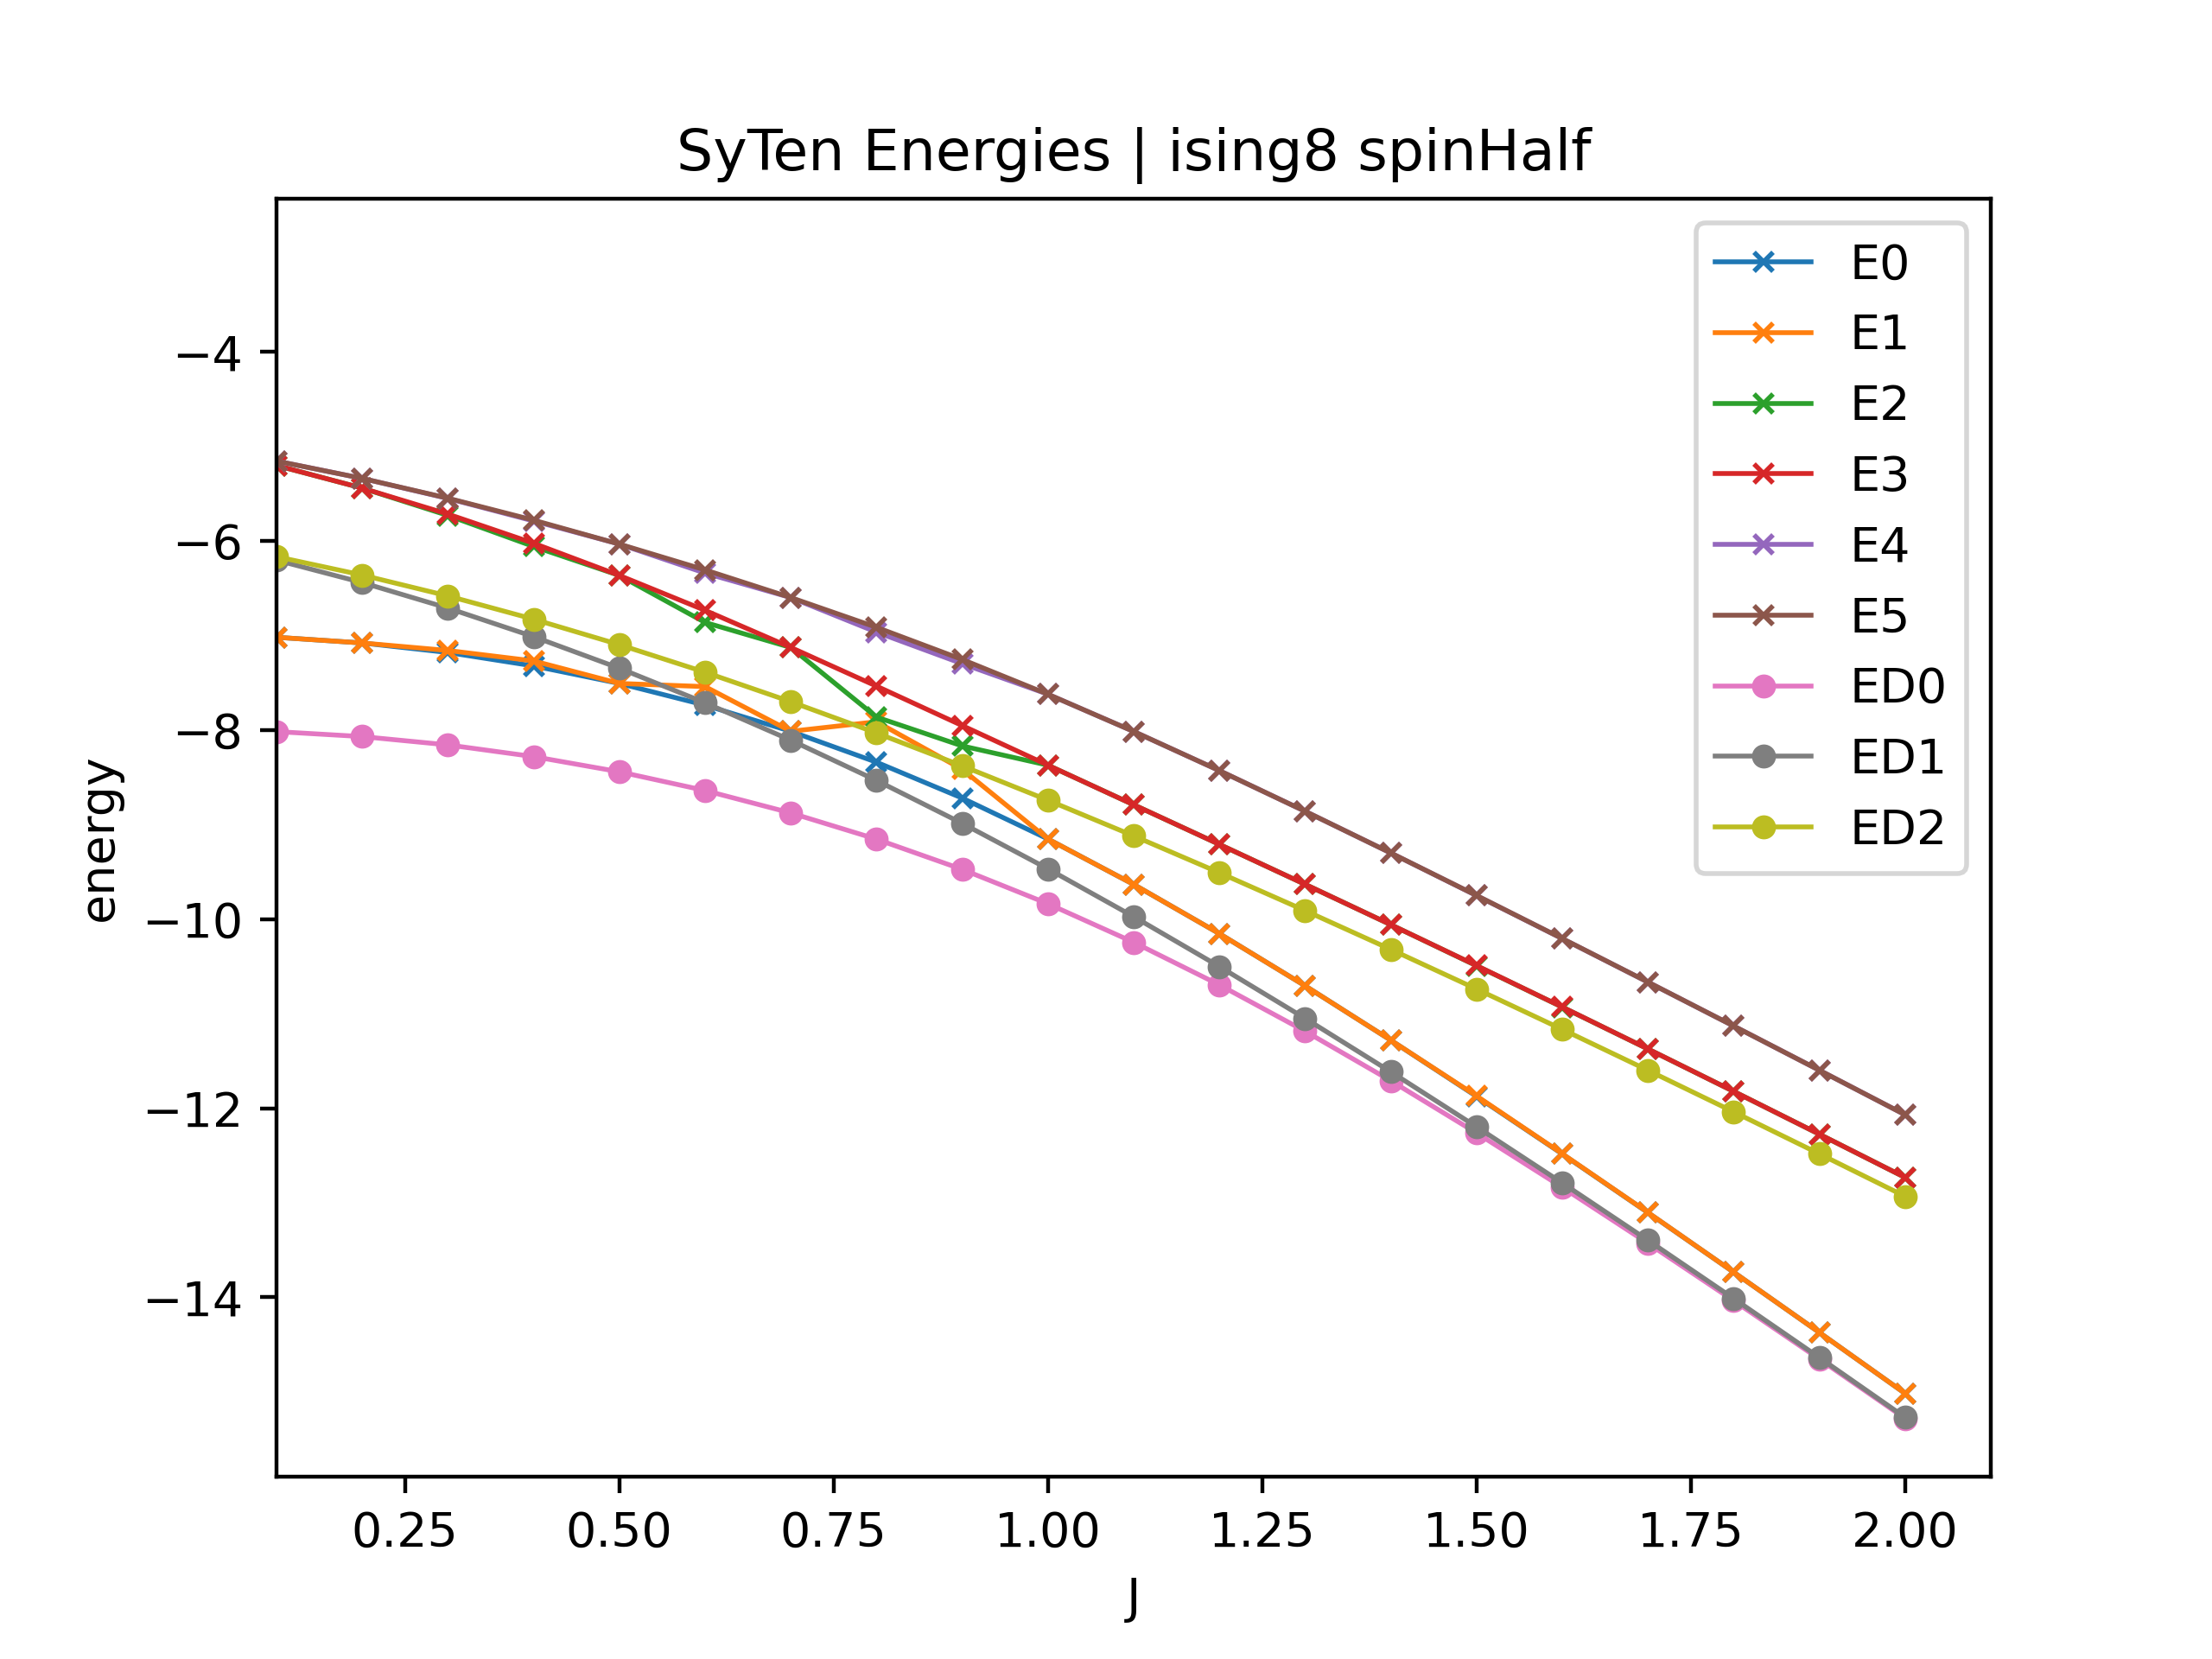 SyTen Energies | ising8 spinHalf
E0
E1
E2
E3
E4
E5
ED0
ED1
ED2
−4
−6
−8
−10
−12
−14
energy
0.25 0.50 0.75 1.00 1.25 1.50 1.75 2.00
J